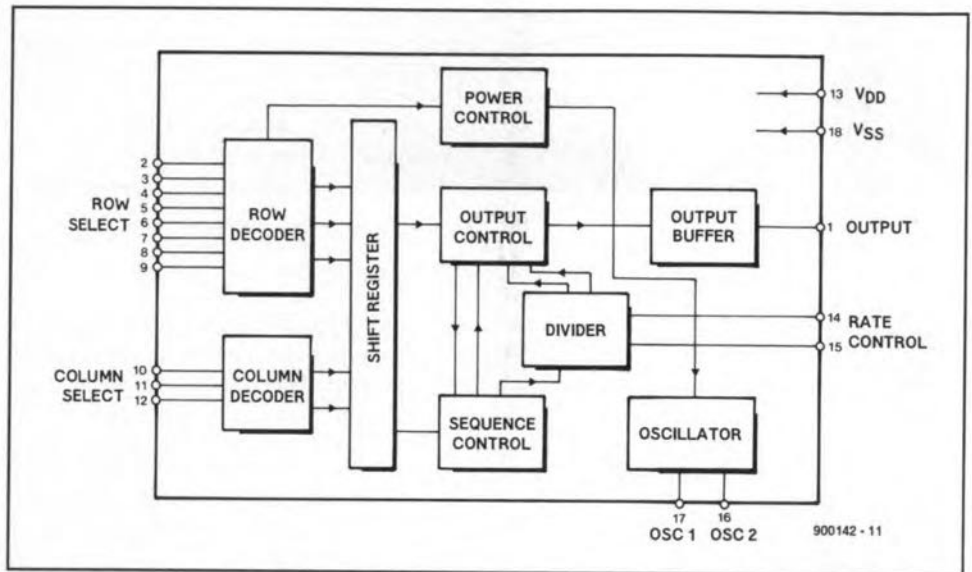 POWER
CONTROL
13 VDD
18 VSS
2
3
4
5
6
7
8
9
ROW
SELECT
ROW
DECODER
SHIFT REGISTER
OUTPUT
CONTROL
OUTPUT
BUFFER
1 OUTPUT
DIVIDER
14
15
RATE
CONTROL
10
11
12
COLUMN
SELECT
COLUMN
DECODER
SEQUENCE
CONTROL
OSCILLATOR
17
16
OSC 1
OSC 2
900142 - 11